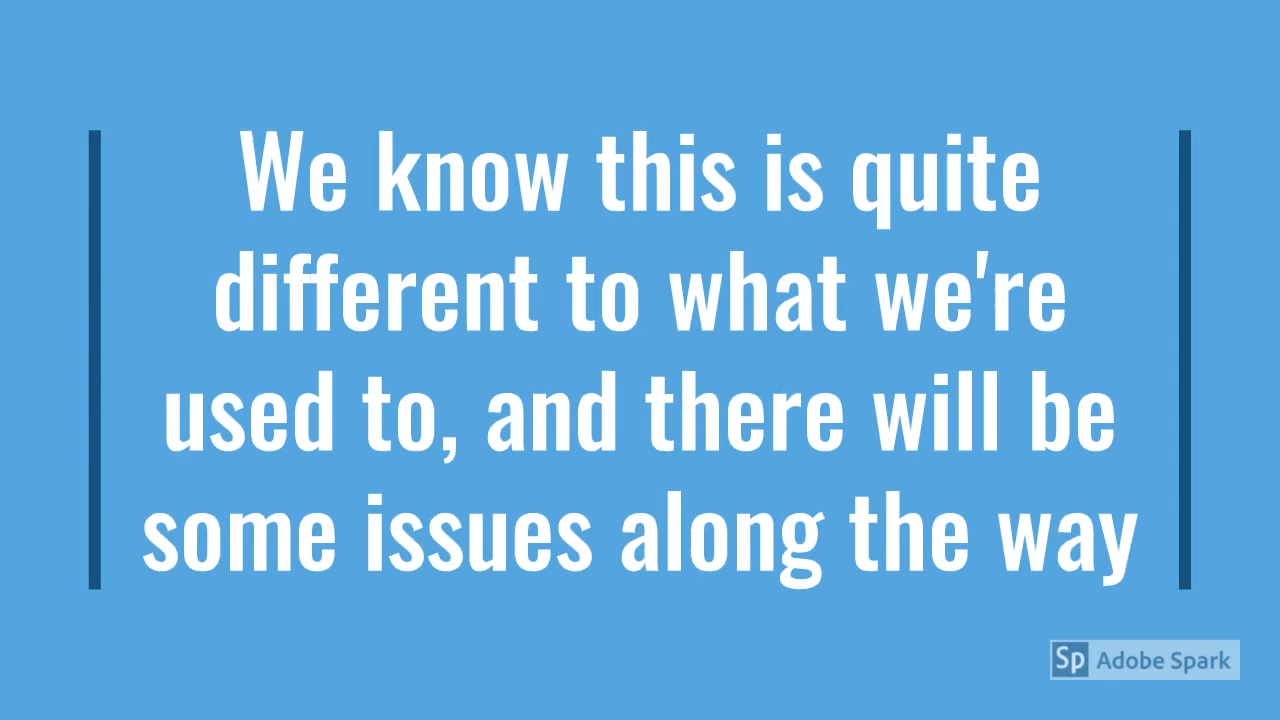 We know this is quite
different to what we're
used to, and there will be
some issues along the way
Sp Adobe Spark